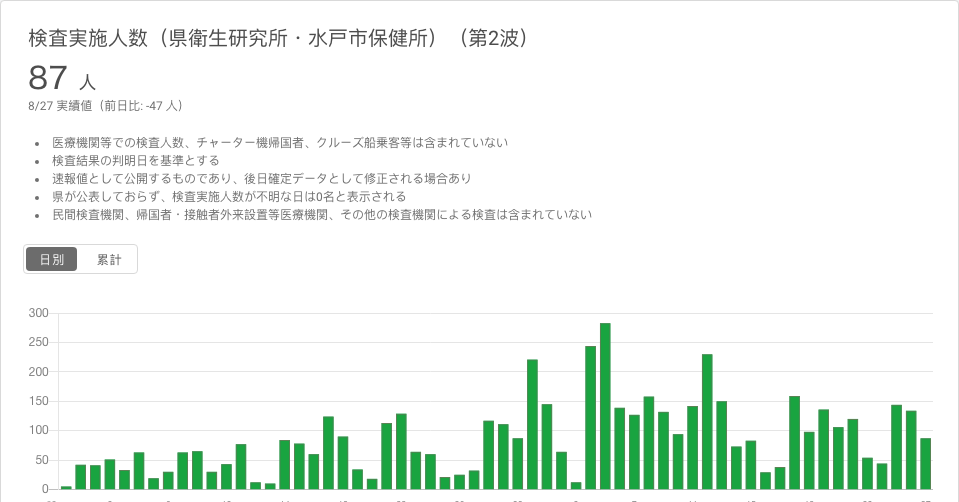 検査実施人数（県衛生研究所・水戸市保健所）（第2波）
87 人
8/27 実績値（前日比: -47 人）
医療機関等での検査人数、チャーター機帰国者、クルーズ船乗客等は含まれていない
検査結果の判明日を基準とする
速報値として公開するものであり、後日確定データとして修正される場合あり
県が公表しておらず、検査実施人数が不明な日は0名と表示される
民間検査機関、帰国者・接触者外来設置等医療機関、その他の検査機関による検査は含まれていない
日別 累計
300
250
200
150
100
50
0